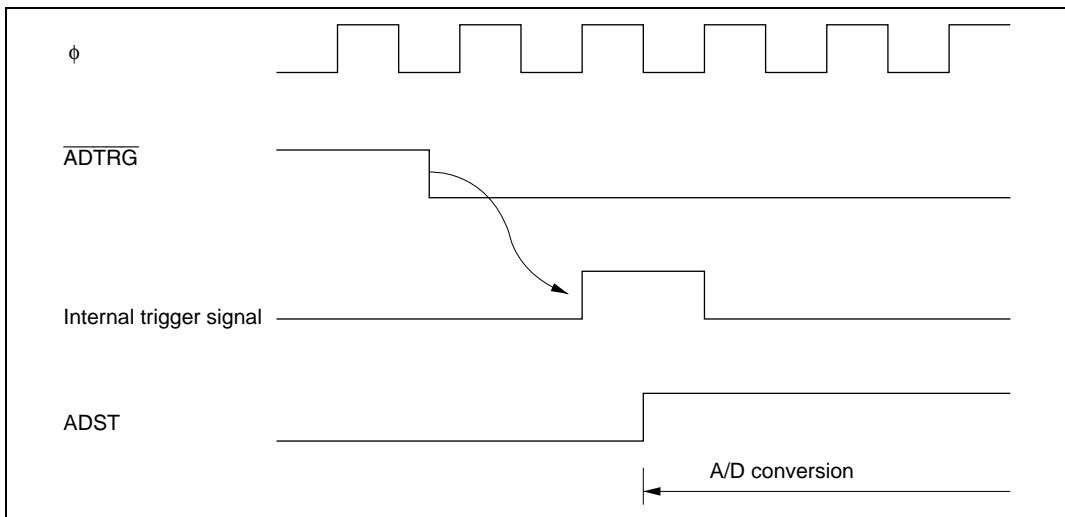 ϕ
ADTRG
Internal trigger signal
ADST
A/D conversion